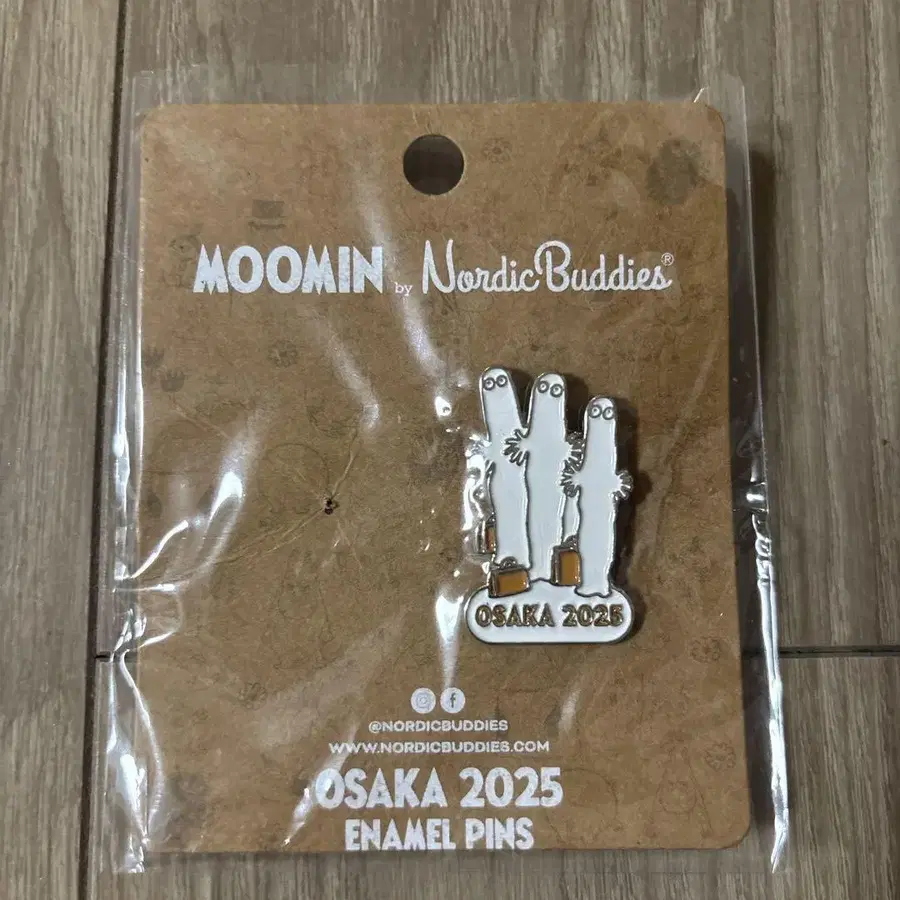 MOOMIN by NordicBuddies®
OSAKA 2025
@NORDICBUDDIES
WWW.NORDICBUDDIES.COM
OSAKA 2025
ENAMEL PINS